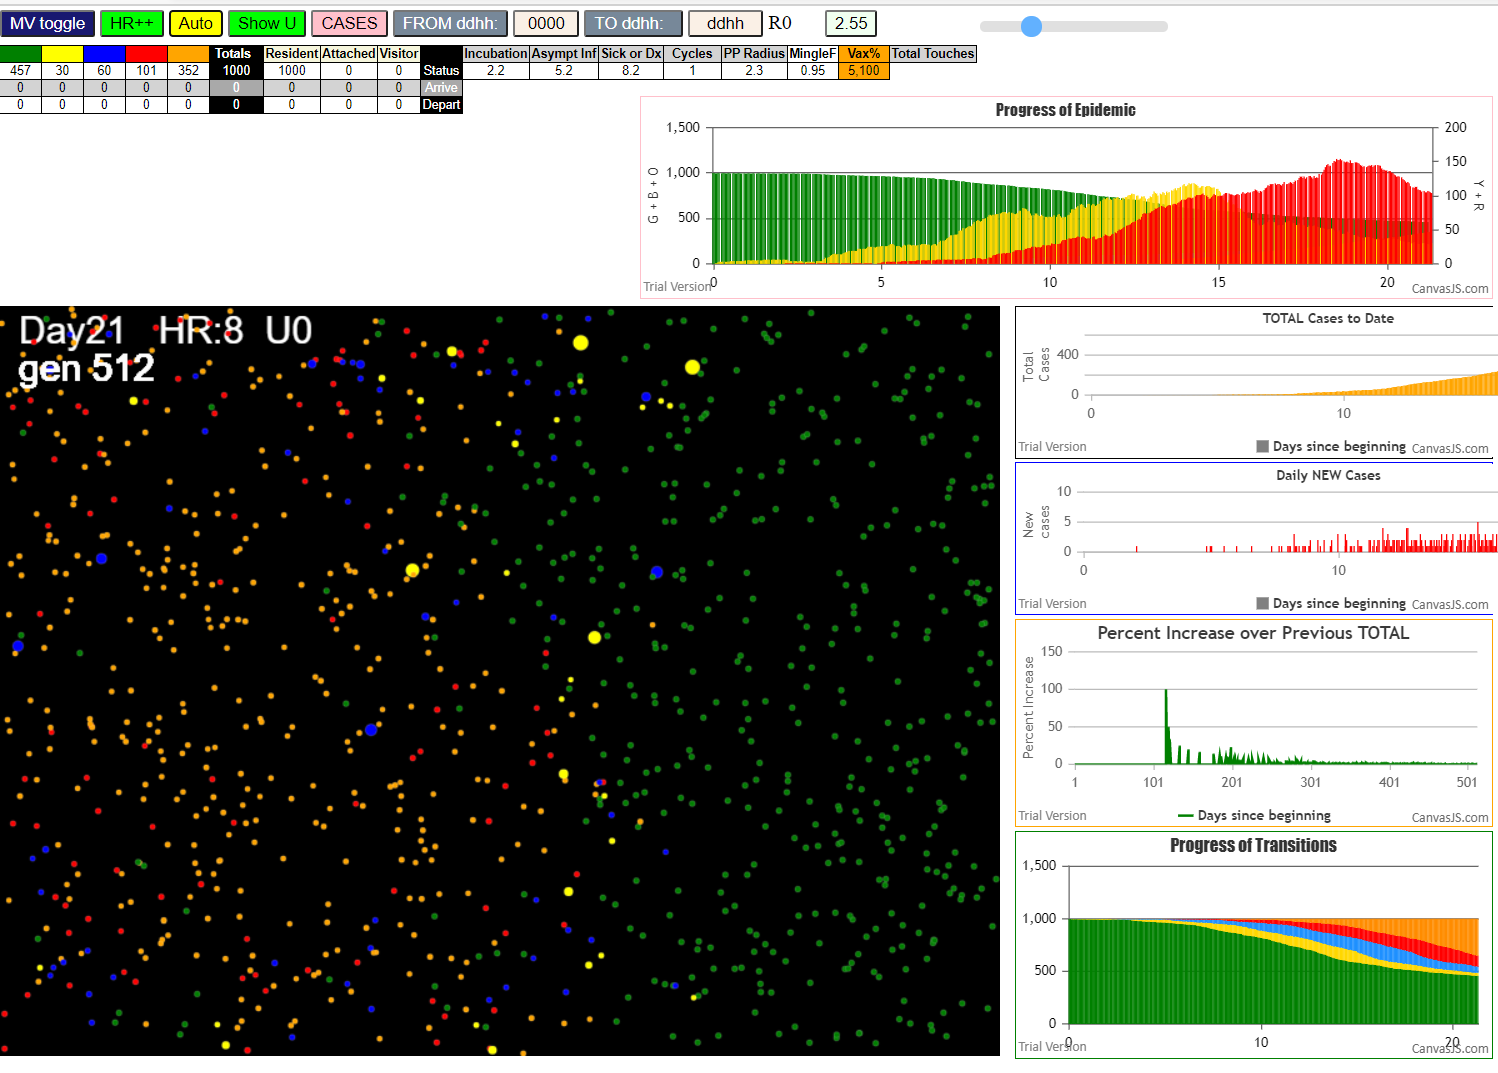 MV toggle HR++ Auto Show U CASES FROM ddhh: 0000 TO ddhh: ddhh R0 2.55
Totals Resident Attached Visitor Incubation Asympt Inf Sick or Dx Cycles PP Radius MingleF Vax% Total Touches
457 30 60 101 352 1000 1000 0 0 Status 2.2 5.2 8.2 1 2.3 0.95 5,100
0 0 0 0 0 0 0 0 0 Arrive
0 0 0 0 0 0 0 0 0 Depart
Progress of Epidemic
1,500 200
150
1,000
100
500
50
0 0
G + B + O
Y + R
0 5 10 15 20
Trial Version CanvasJS.com
Day21 HR:8 U0
gen 512
TOTAL Cases to Date
Total
Cases
400
0
0 10
Days since beginning
Trial Version CanvasJS.com
Daily NEW Cases
New
cases
10
5
0
0 10
Days since beginning
Trial Version CanvasJS.com
Percent Increase over Previous TOTAL
Percent Increase
150
100
50
0
1 101 201 301 401 501
Days since beginning
Trial Version CanvasJS.com
Progress of Transitions
1,500
1,000
500
0
0 10 20
Trial Version CanvasJS.com